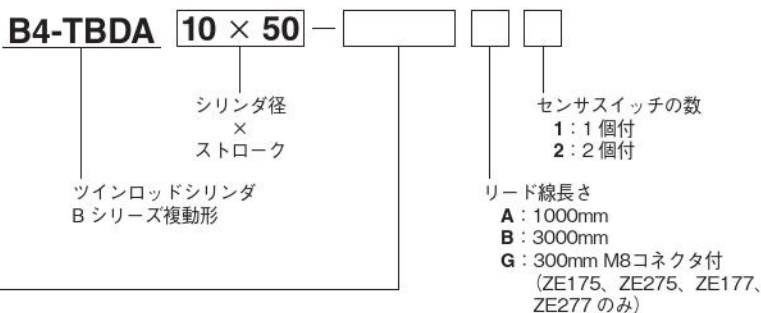 B4-TBDA 10 × 50 －
シリンダ径
×
ストローク
センサスイッチの数
1：1 個付
2：2 個付
ツインロッドシリンダ
B シリーズ複動形
リード線長さ
A：1000mm
B：3000mm
G：300mm M8コネクタ付
（ZE175、ZE275、ZE177、
ZE277 のみ）